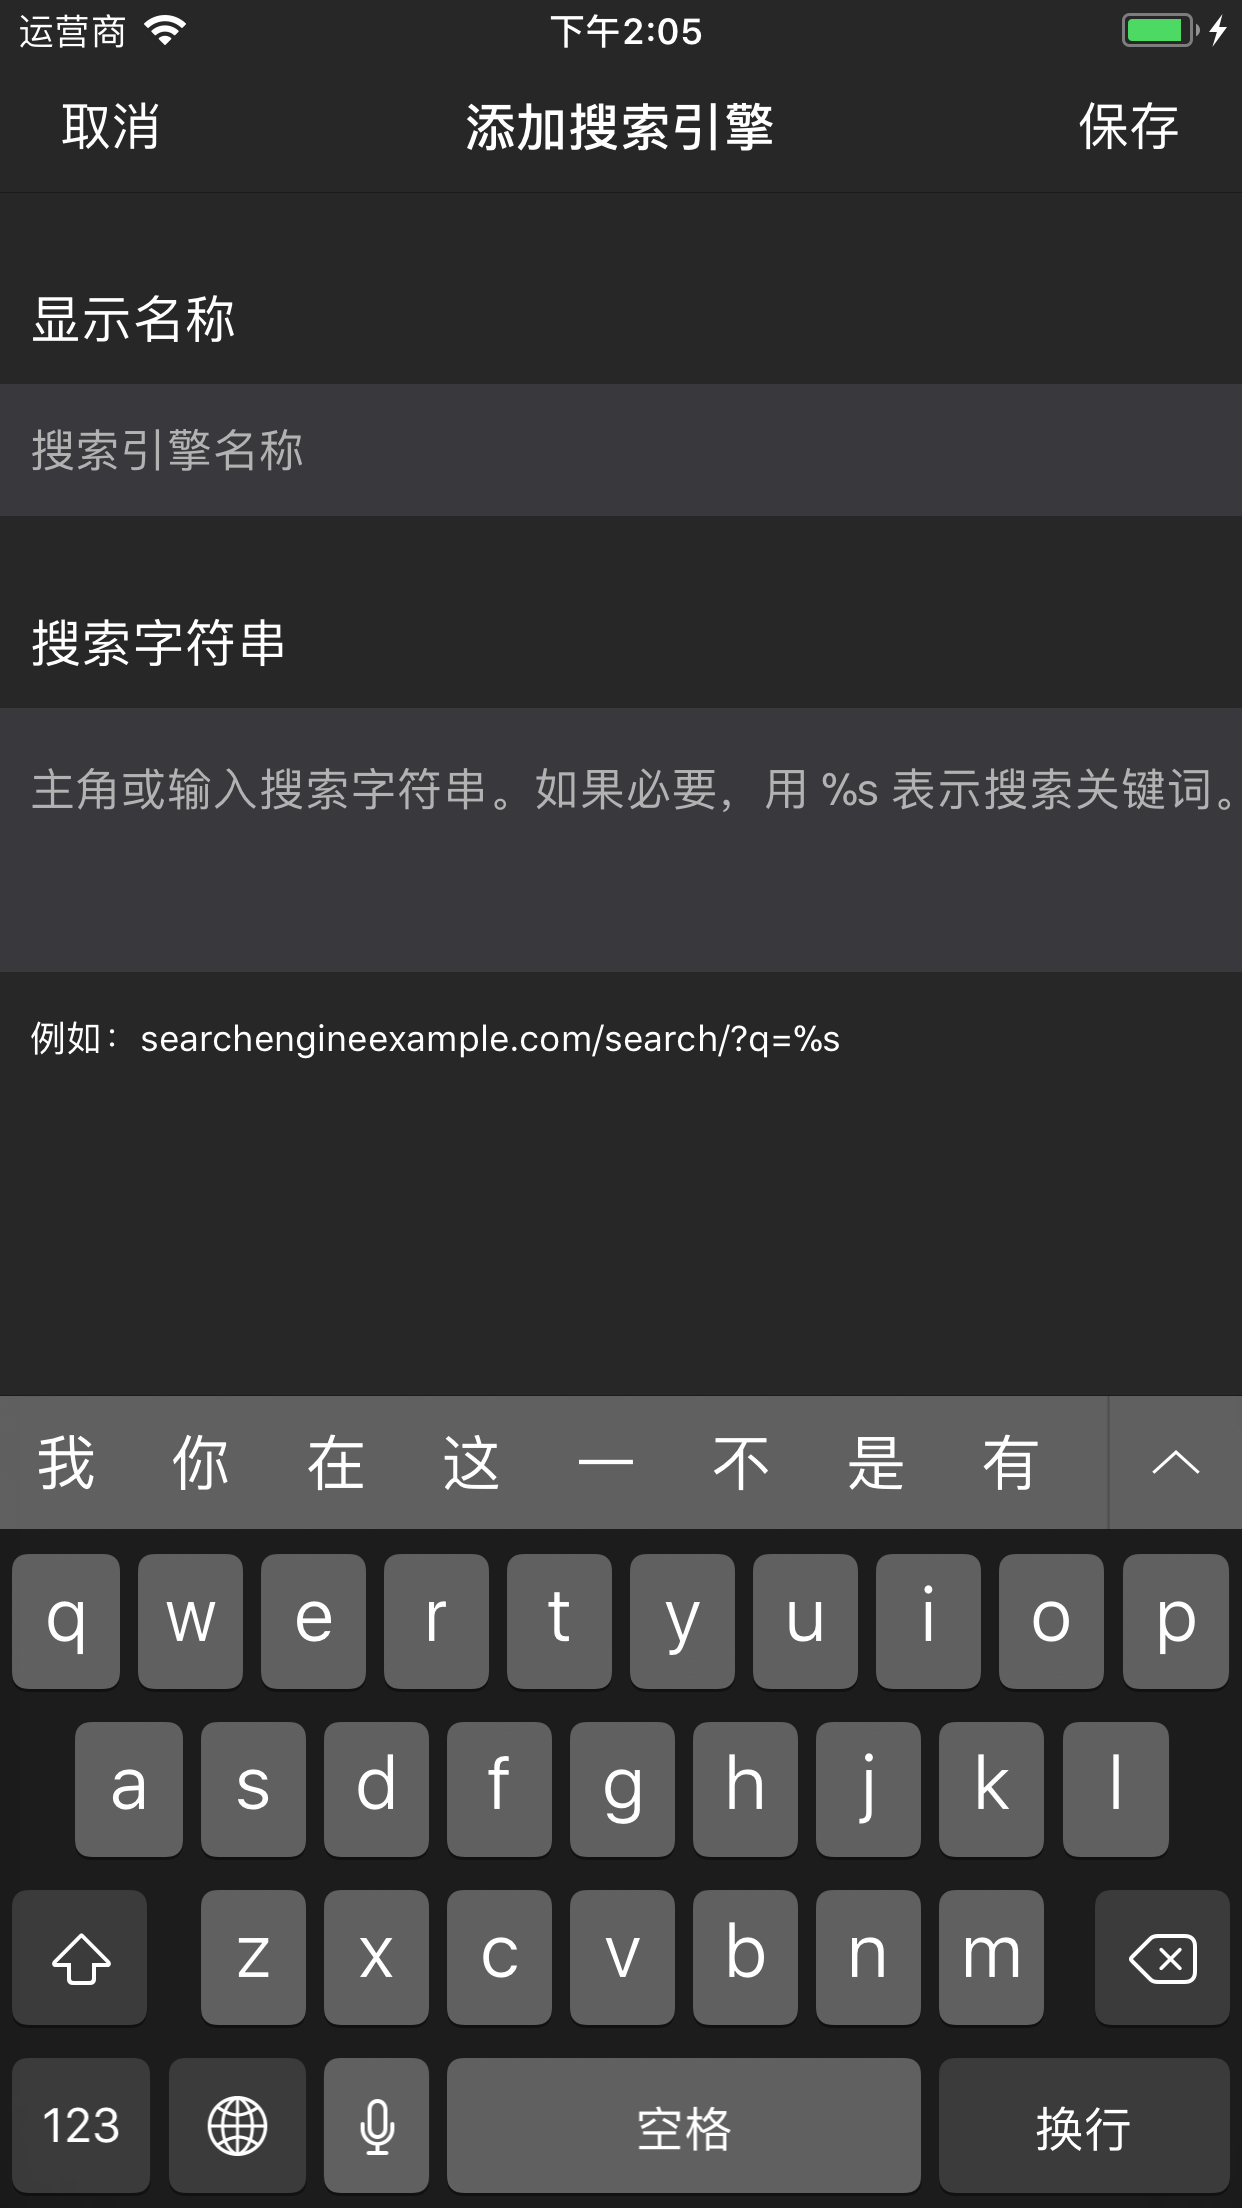 运营商 下午2:05
取消 添加搜索引擎 保存
显示名称
搜索引擎名称
搜索字符串
主角或输入搜索字符串。如果必要，用 %s 表示搜索关键词。
例如：searchengineexample.com/search/?q=%s
我 你 在 这 一 不 是 有
q w e r t y u i o p
a s d f g h j k l
z x c v b n m
123 空格 换行